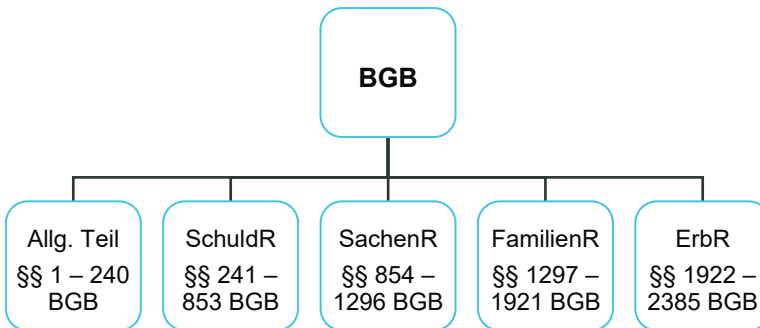 BGB
Allg. Teil
§§ 1 – 240
BGB
SchuldR
§§ 241 –
853 BGB
SachenR
§§ 854 –
1296 BGB
FamilienR
§§ 1297 –
1921 BGB
ErbR
§§ 1922 –
2385 BGB